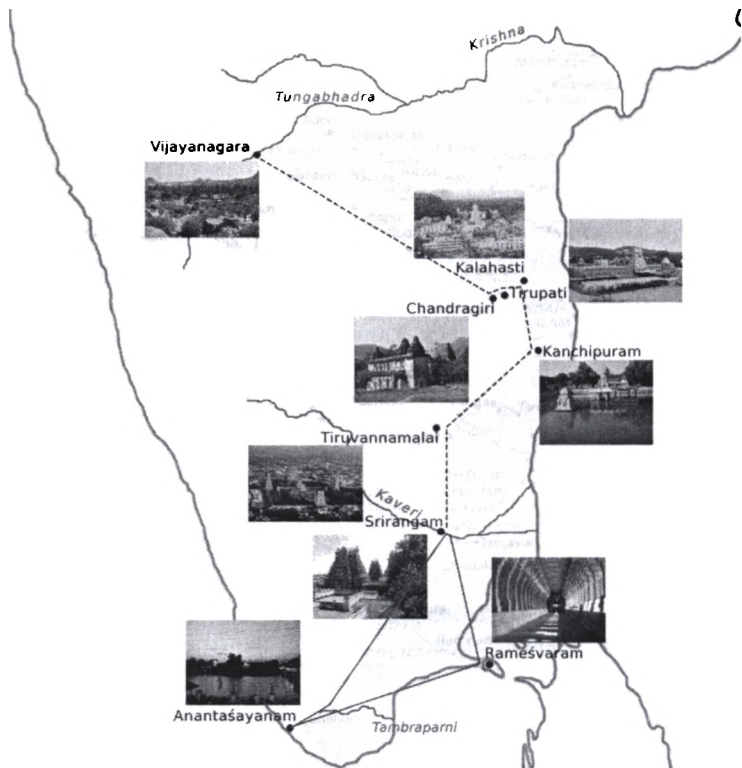 Krishna
Tungabhadra
Vijayanagara
Kalahasti
Tirupati
Chandragiri
Kanchipuram
Tiruvannamalai
Kaveri
Srirangam
Rameśvaram
Anantaśayanam
Tambraparni